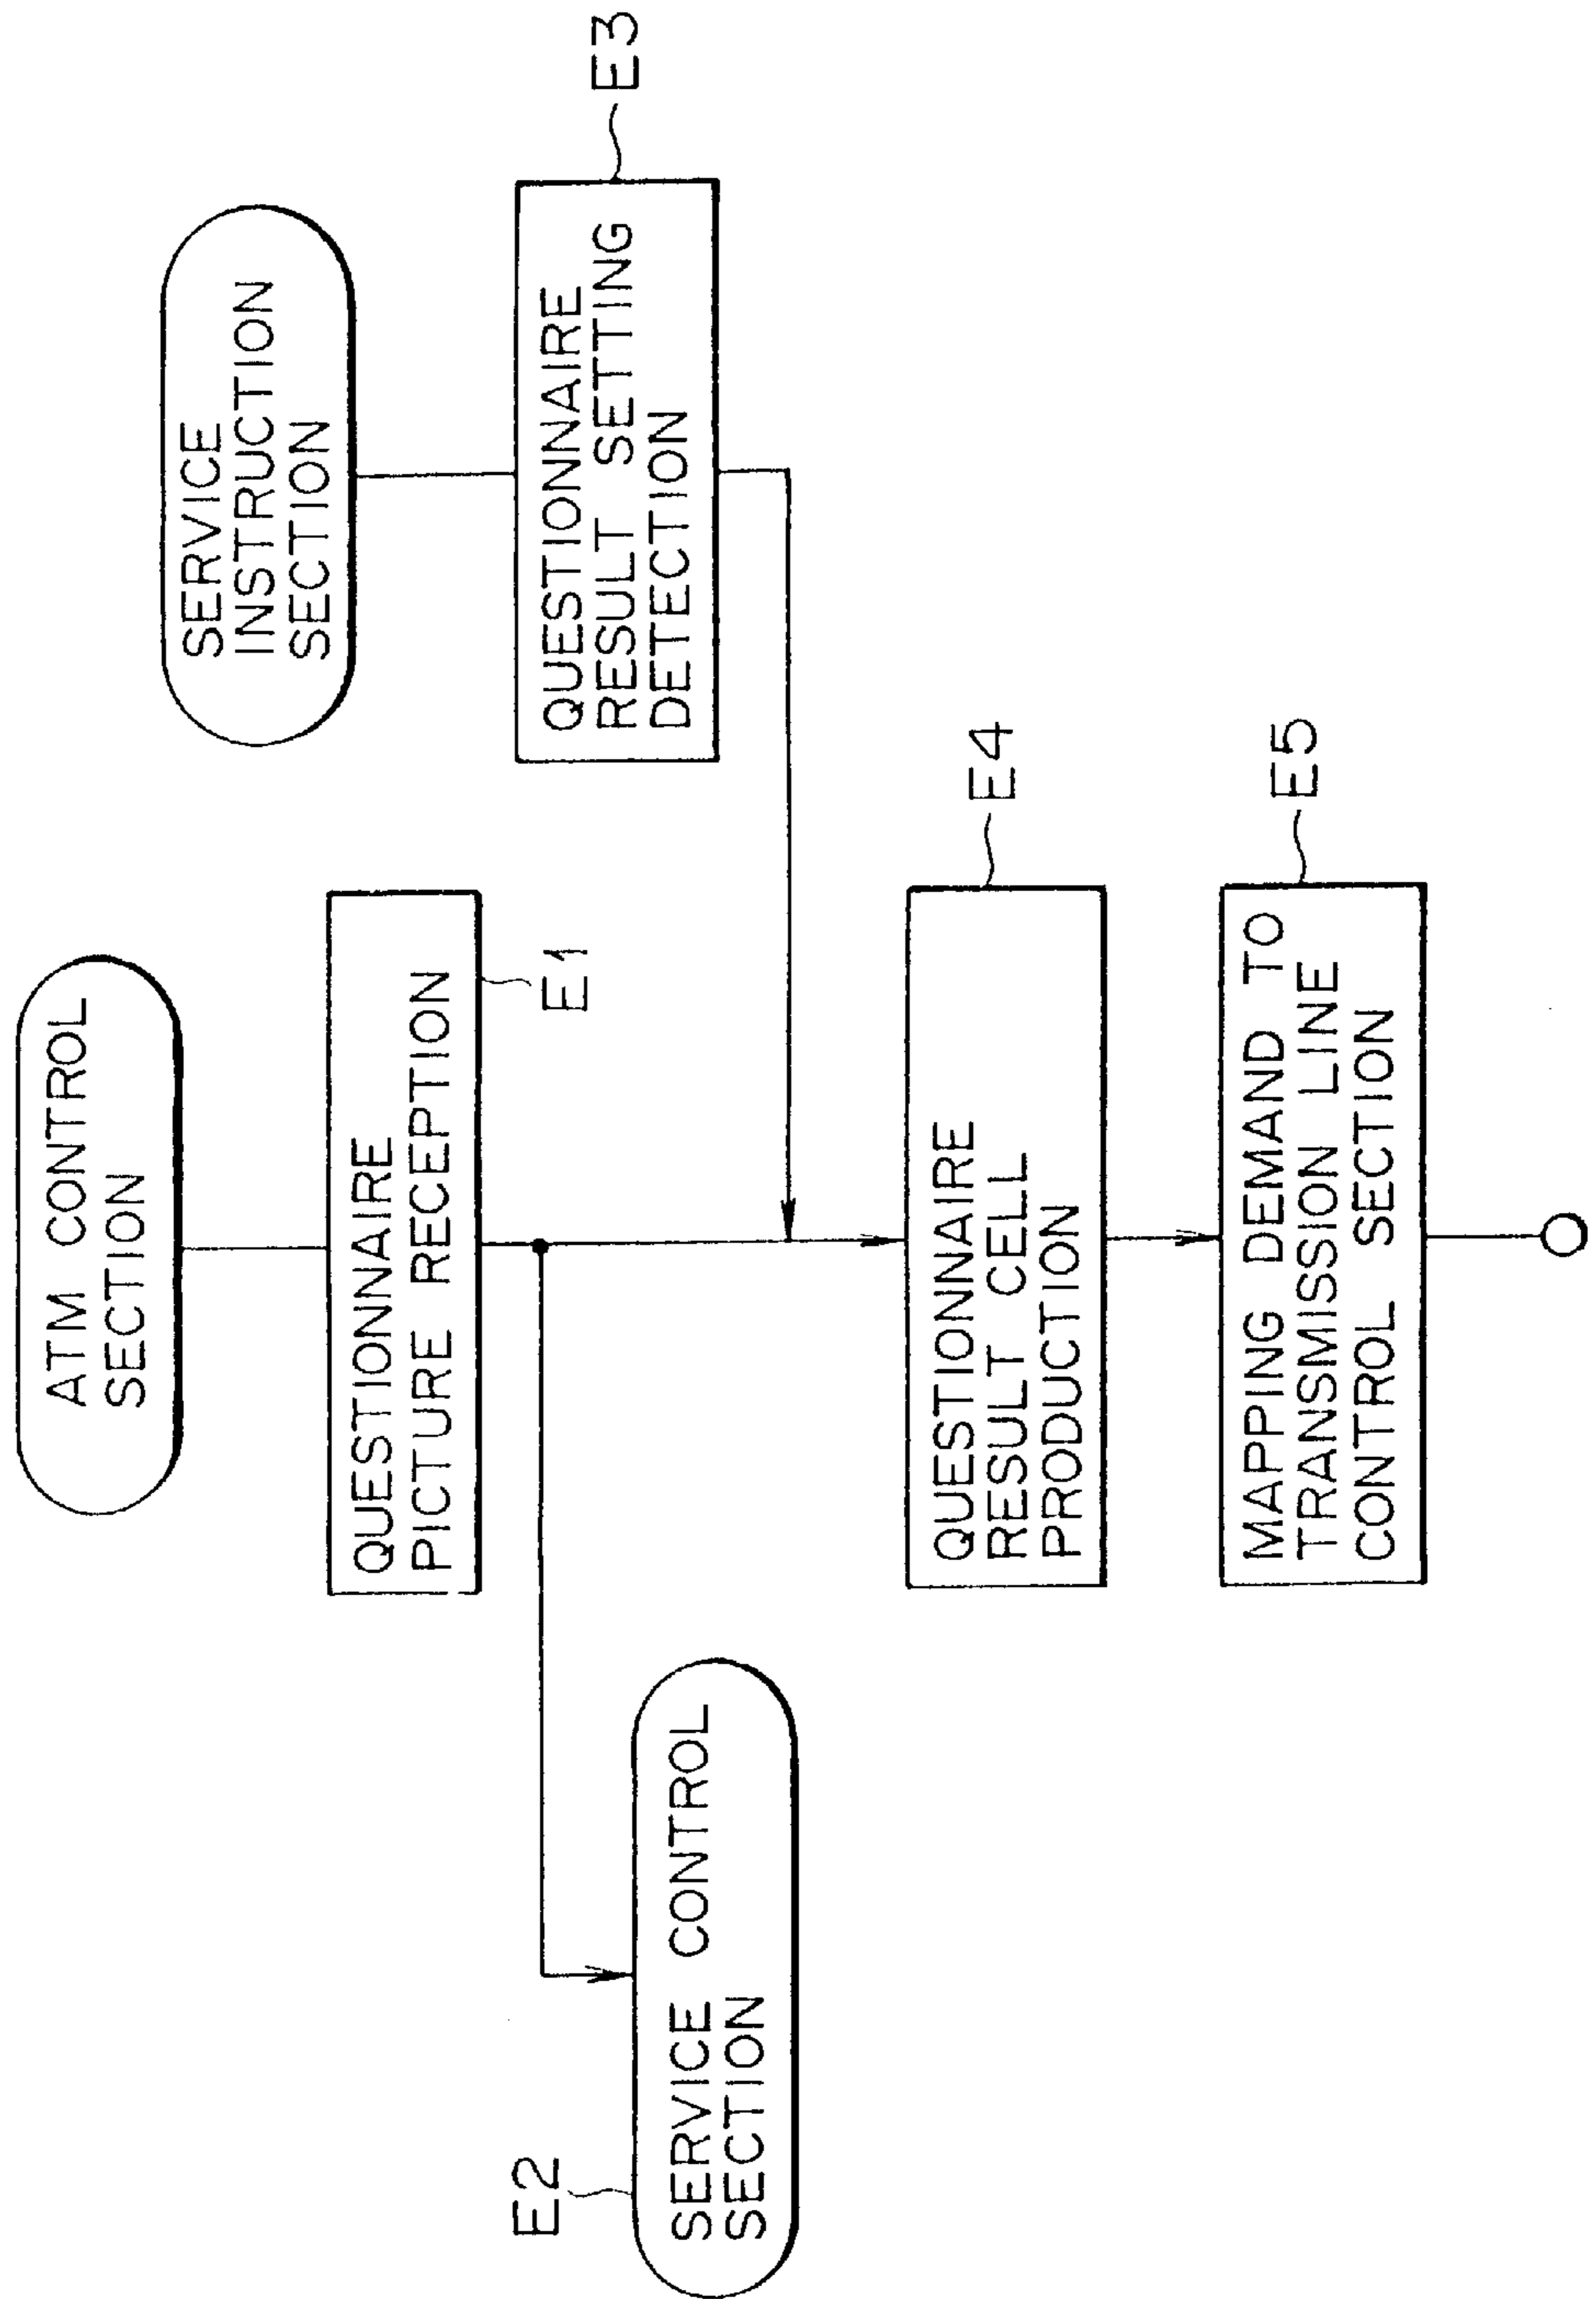 ATM CONTROL
SECTION
QUESTIONNAIRE
PICTURE RECEPTION
E1
E2
SERVICE CONTROL
SECTION
SERVICE
INSTRUCTION
SECTION
QUESTIONNAIRE
RESULT SETTING
DETECTION
E3
QUESTIONNAIRE
RESULT CELL
PRODUCTION
E4
MAPPING DEMAND TO
TRANSMISSION LINE
CONTROL SECTION
E5